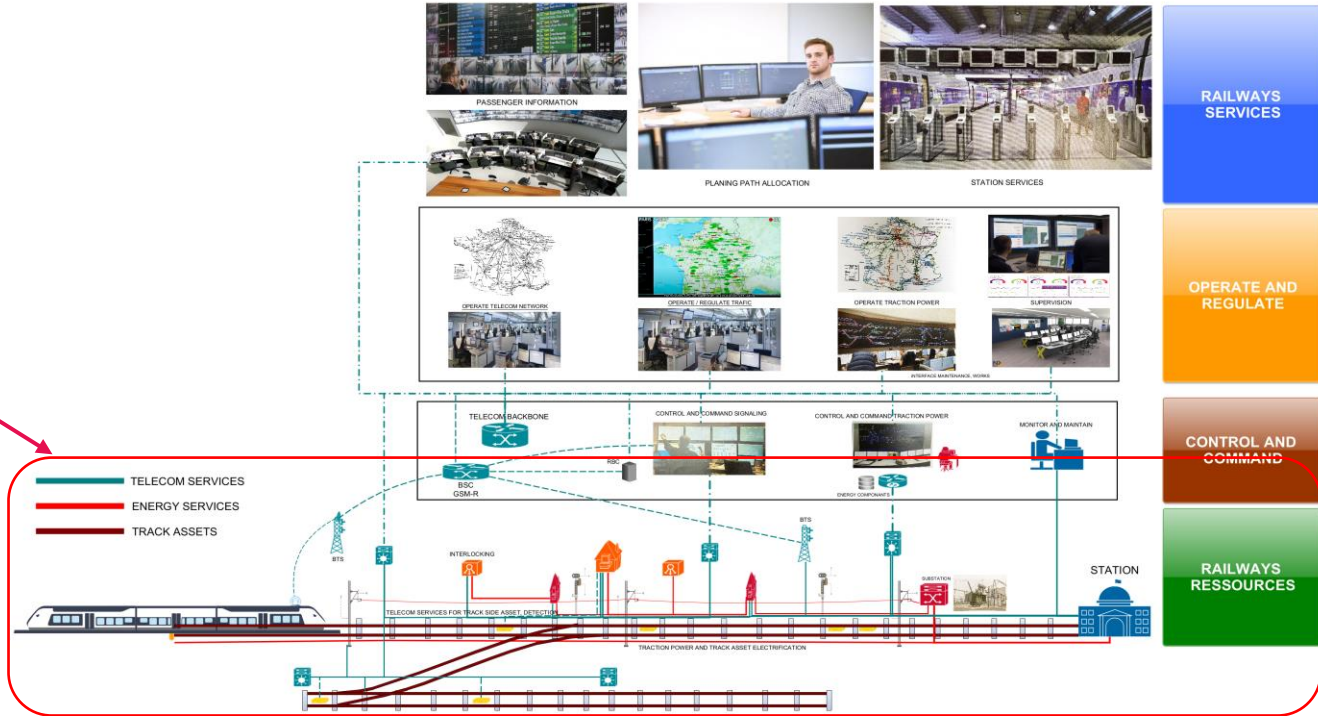 PASSENGER INFORMATION
PLANING PATH ALLOCATION
STATION SERVICES
RAILWAYS
SERVICES
OPERATE TELECOM NETWORK
OPERATE / REGULATE TRAFIC
OPERATE TRACTION POWER
SUPERVISION
INTERFACE MAINTENANCE, WORKS
OPERATE AND
REGULATE
TELECOM BACKBONE
CONTROL AND COMMAND SIGNALING
CONTROL AND COMMAND TRACTION POWER
MONITOR AND MAINTAIN
RBC
BSC
GSM-R
ENERGY COMPONANTS
CONTROL AND
COMMAND
TELECOM SERVICES
ENERGY SERVICES
TRACK ASSETS
BTS
BTS
INTERLOCKING
SUBSTATION
STATION
RAILWAYS
RESSOURCES
TELECOM SERVICES FOR TRACK SIDE ASSET, DETECTION
TRACTION POWER AND TRACK ASSET ELECTRIFICATION